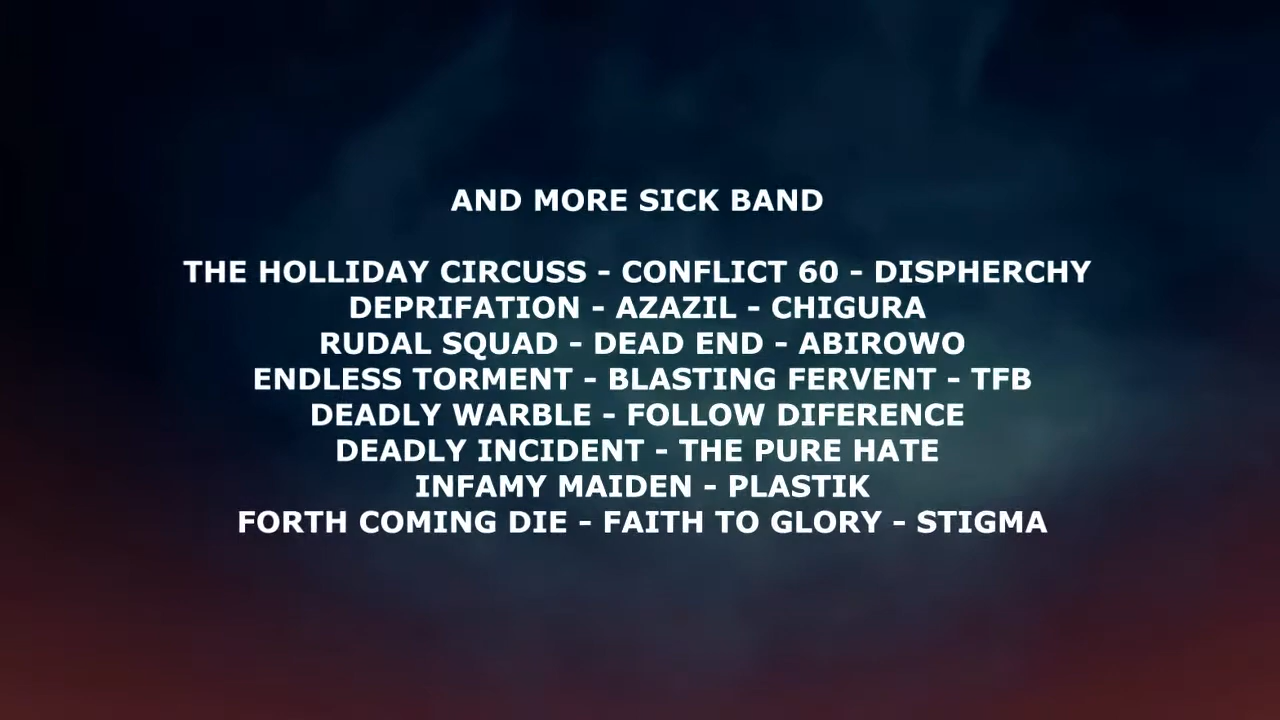 AND MORE SICK BAND
THE HOLLIDAY CIRCUSS - CONFLICT 60 - DISPHERCHY
DEPRIFATION - AZAZIL - CHIGURA
RUDAL SQUAD - DEAD END - ABIROWO
ENDLESS TORMENT - BLASTING FERVENT - TFB
DEADLY WARBLE - FOLLOW DIFERENCE
DEADLY INCIDENT - THE PURE HATE
INFAMY MAIDEN - PLASTIK
FORTH COMING DIE - FAITH TO GLORY - STIGMA